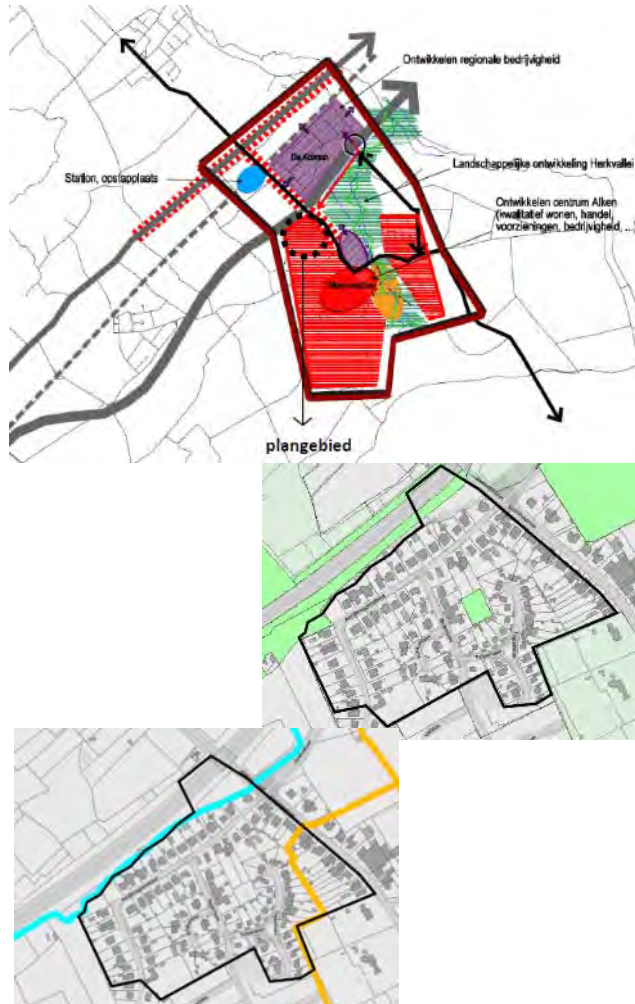 Ontwikkelen regionale bedrijvigheid
Station, opstapplaats
Landschappelijke ontwikkeling Herkvallei
Ontwikkelen centrum Alken
(kwalitatief wonen, handel,
voorzieningen, bedrijvigheid, ...)
plangebied